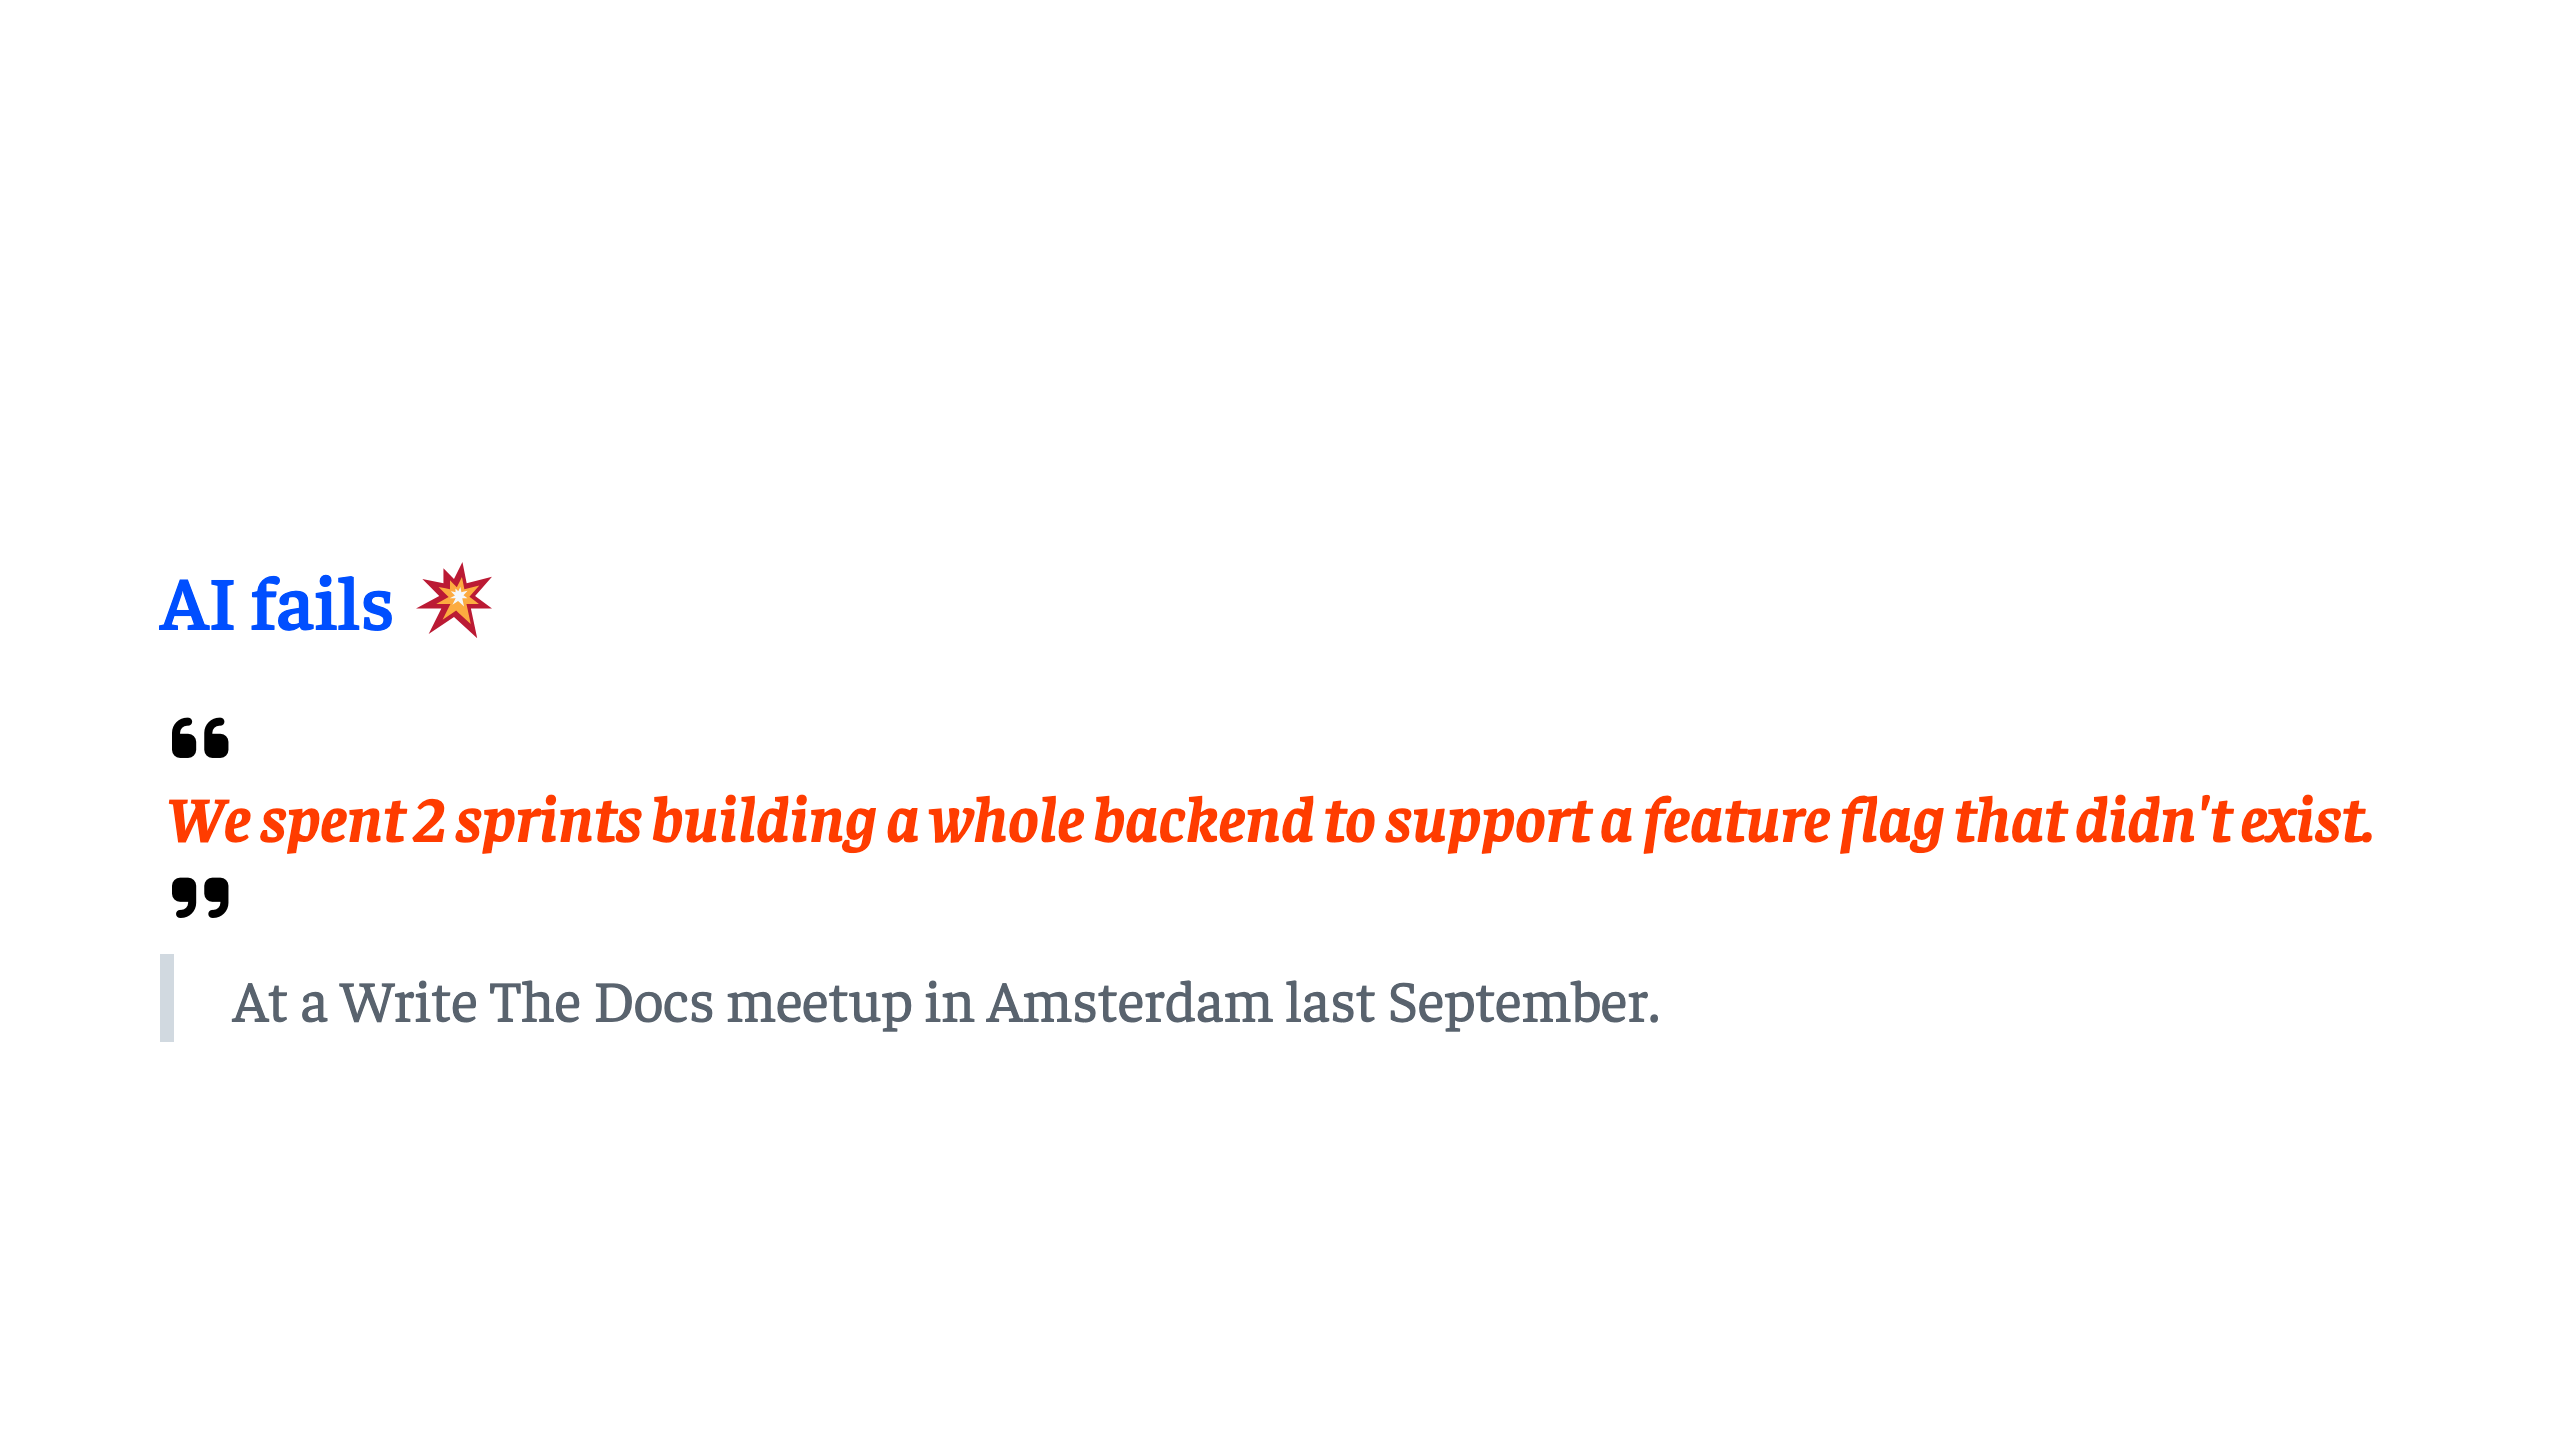 AI fails 💥
“
We spent 2 sprints building a whole backend to support a feature flag that didn't exist.
”
At a Write The Docs meetup in Amsterdam last September.